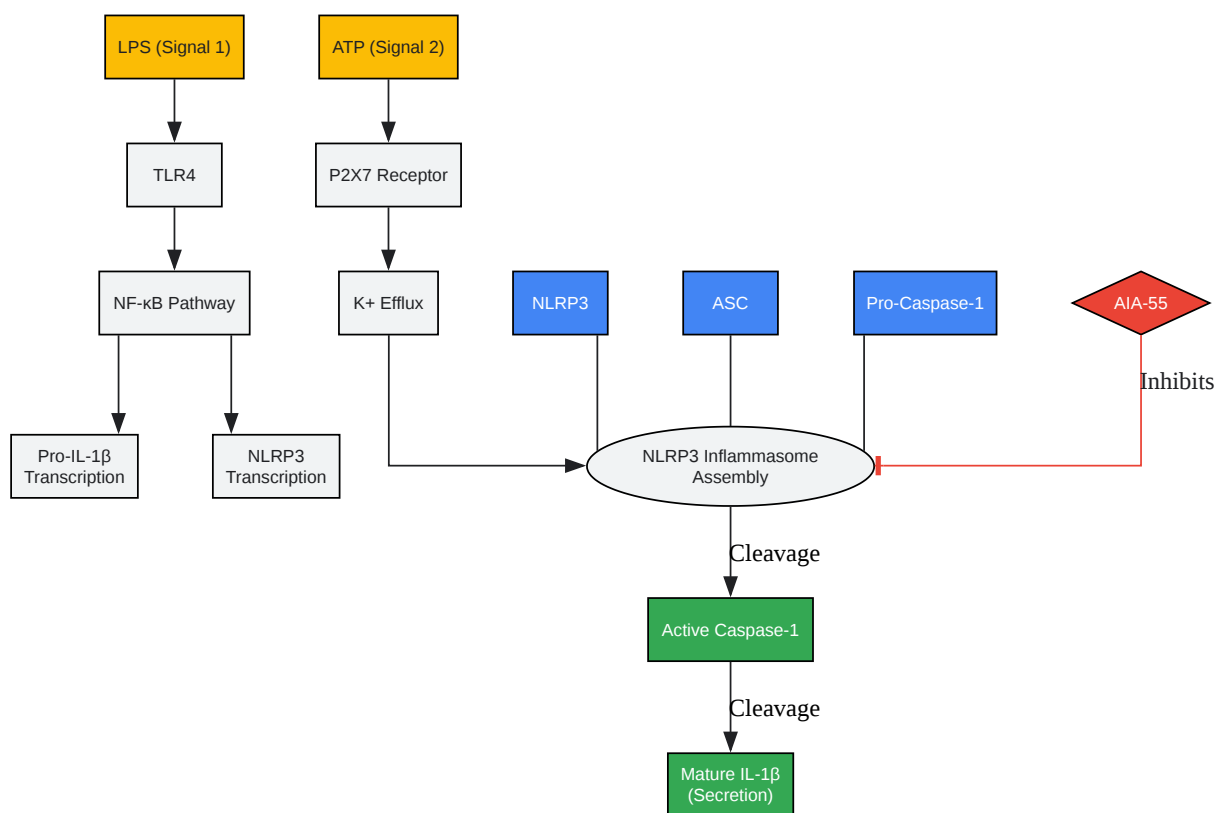 LPS (Signal 1)
ATP (Signal 2)
TLR4
P2X7 Receptor
NF-κB Pathway
K+ Efflux
NLRP3
ASC
Pro-Caspase-1
AIA-55
Inhibits
Pro-IL-1β
Transcription
NLRP3
Transcription
NLRP3 Inflammasome
Assembly
Cleavage
Active Caspase-1
Cleavage
Mature IL-1β
(Secretion)